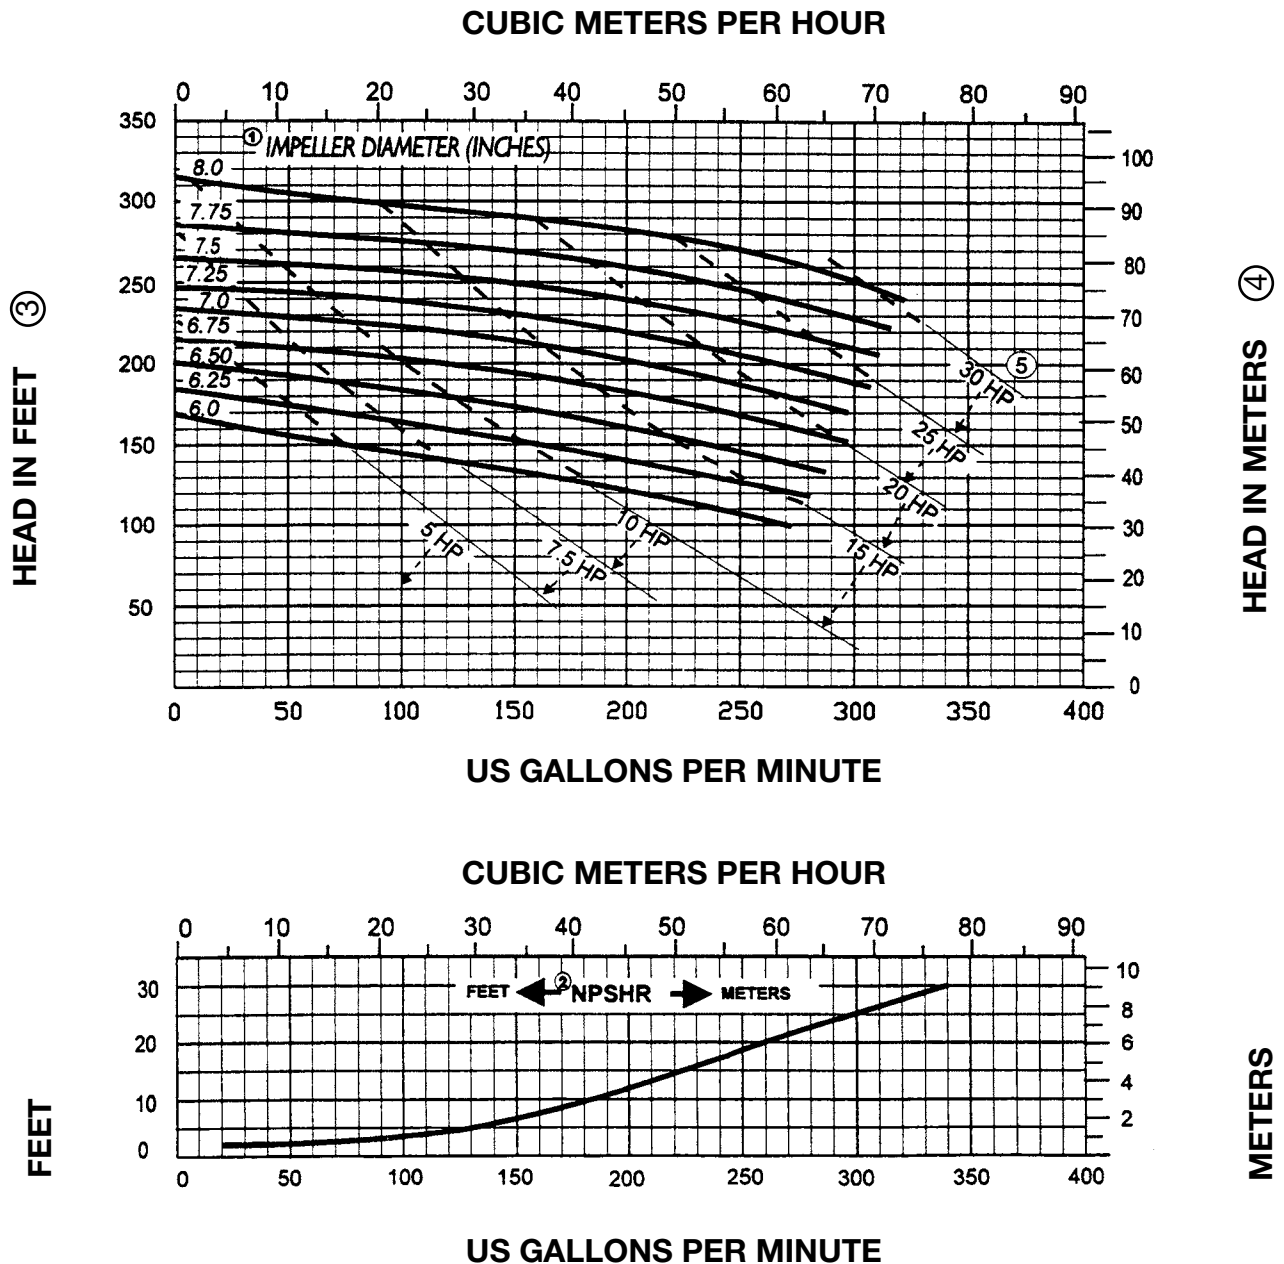 CUBIC METERS PER HOUR
0 10 20 30 40 50 60 70 80 90
① IMPELLER DIAMETER (INCHES)
350
300
250
200
150
100
50
HEAD IN FEET ③
8.0
7.75
7.5
7.25
7.0
6.75
6.50
6.25
6.0
100
90
80
70
60
50
40
30
20
10
0
HEAD IN METERS ④
⑤
30 HP
25 HP
20 HP
15 HP
10 HP
7.5 HP
5 HP
0 50 100 150 200 250 300 350 400
US GALLONS PER MINUTE
CUBIC METERS PER HOUR
0 10 20 30 40 50 60 70 80 90
FEET ② NPSHR METERS
30
20
10
0
FEET
10
8
6
4
2
METERS
0 50 100 150 200 250 300 350 400
US GALLONS PER MINUTE